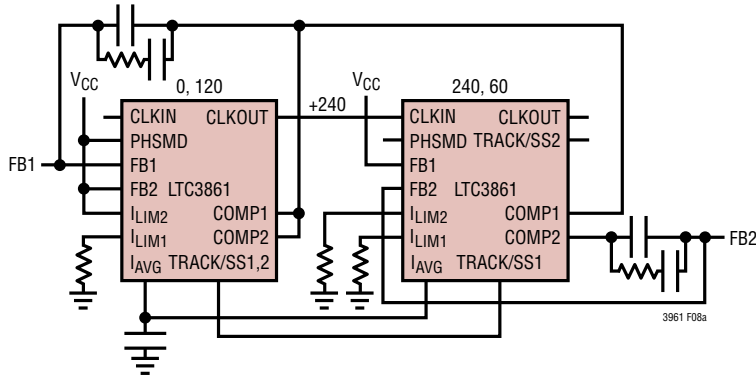 VCC
0, 120
+240
VCC
240, 60
FB1
CLKIN
CLKOUT
PHSMD
FB1
FB2
LTC3861
ILIM2
COMP1
ILIM1
COMP2
IAVG
TRACK/SS1,2
CLKIN
CLKOUT
PHSMD
TRACK/SS2
FB1
FB2
LTC3861
ILIM2
COMP1
ILIM1
COMP2
IAVG
TRACK/SS1
FB2
3961 F08a